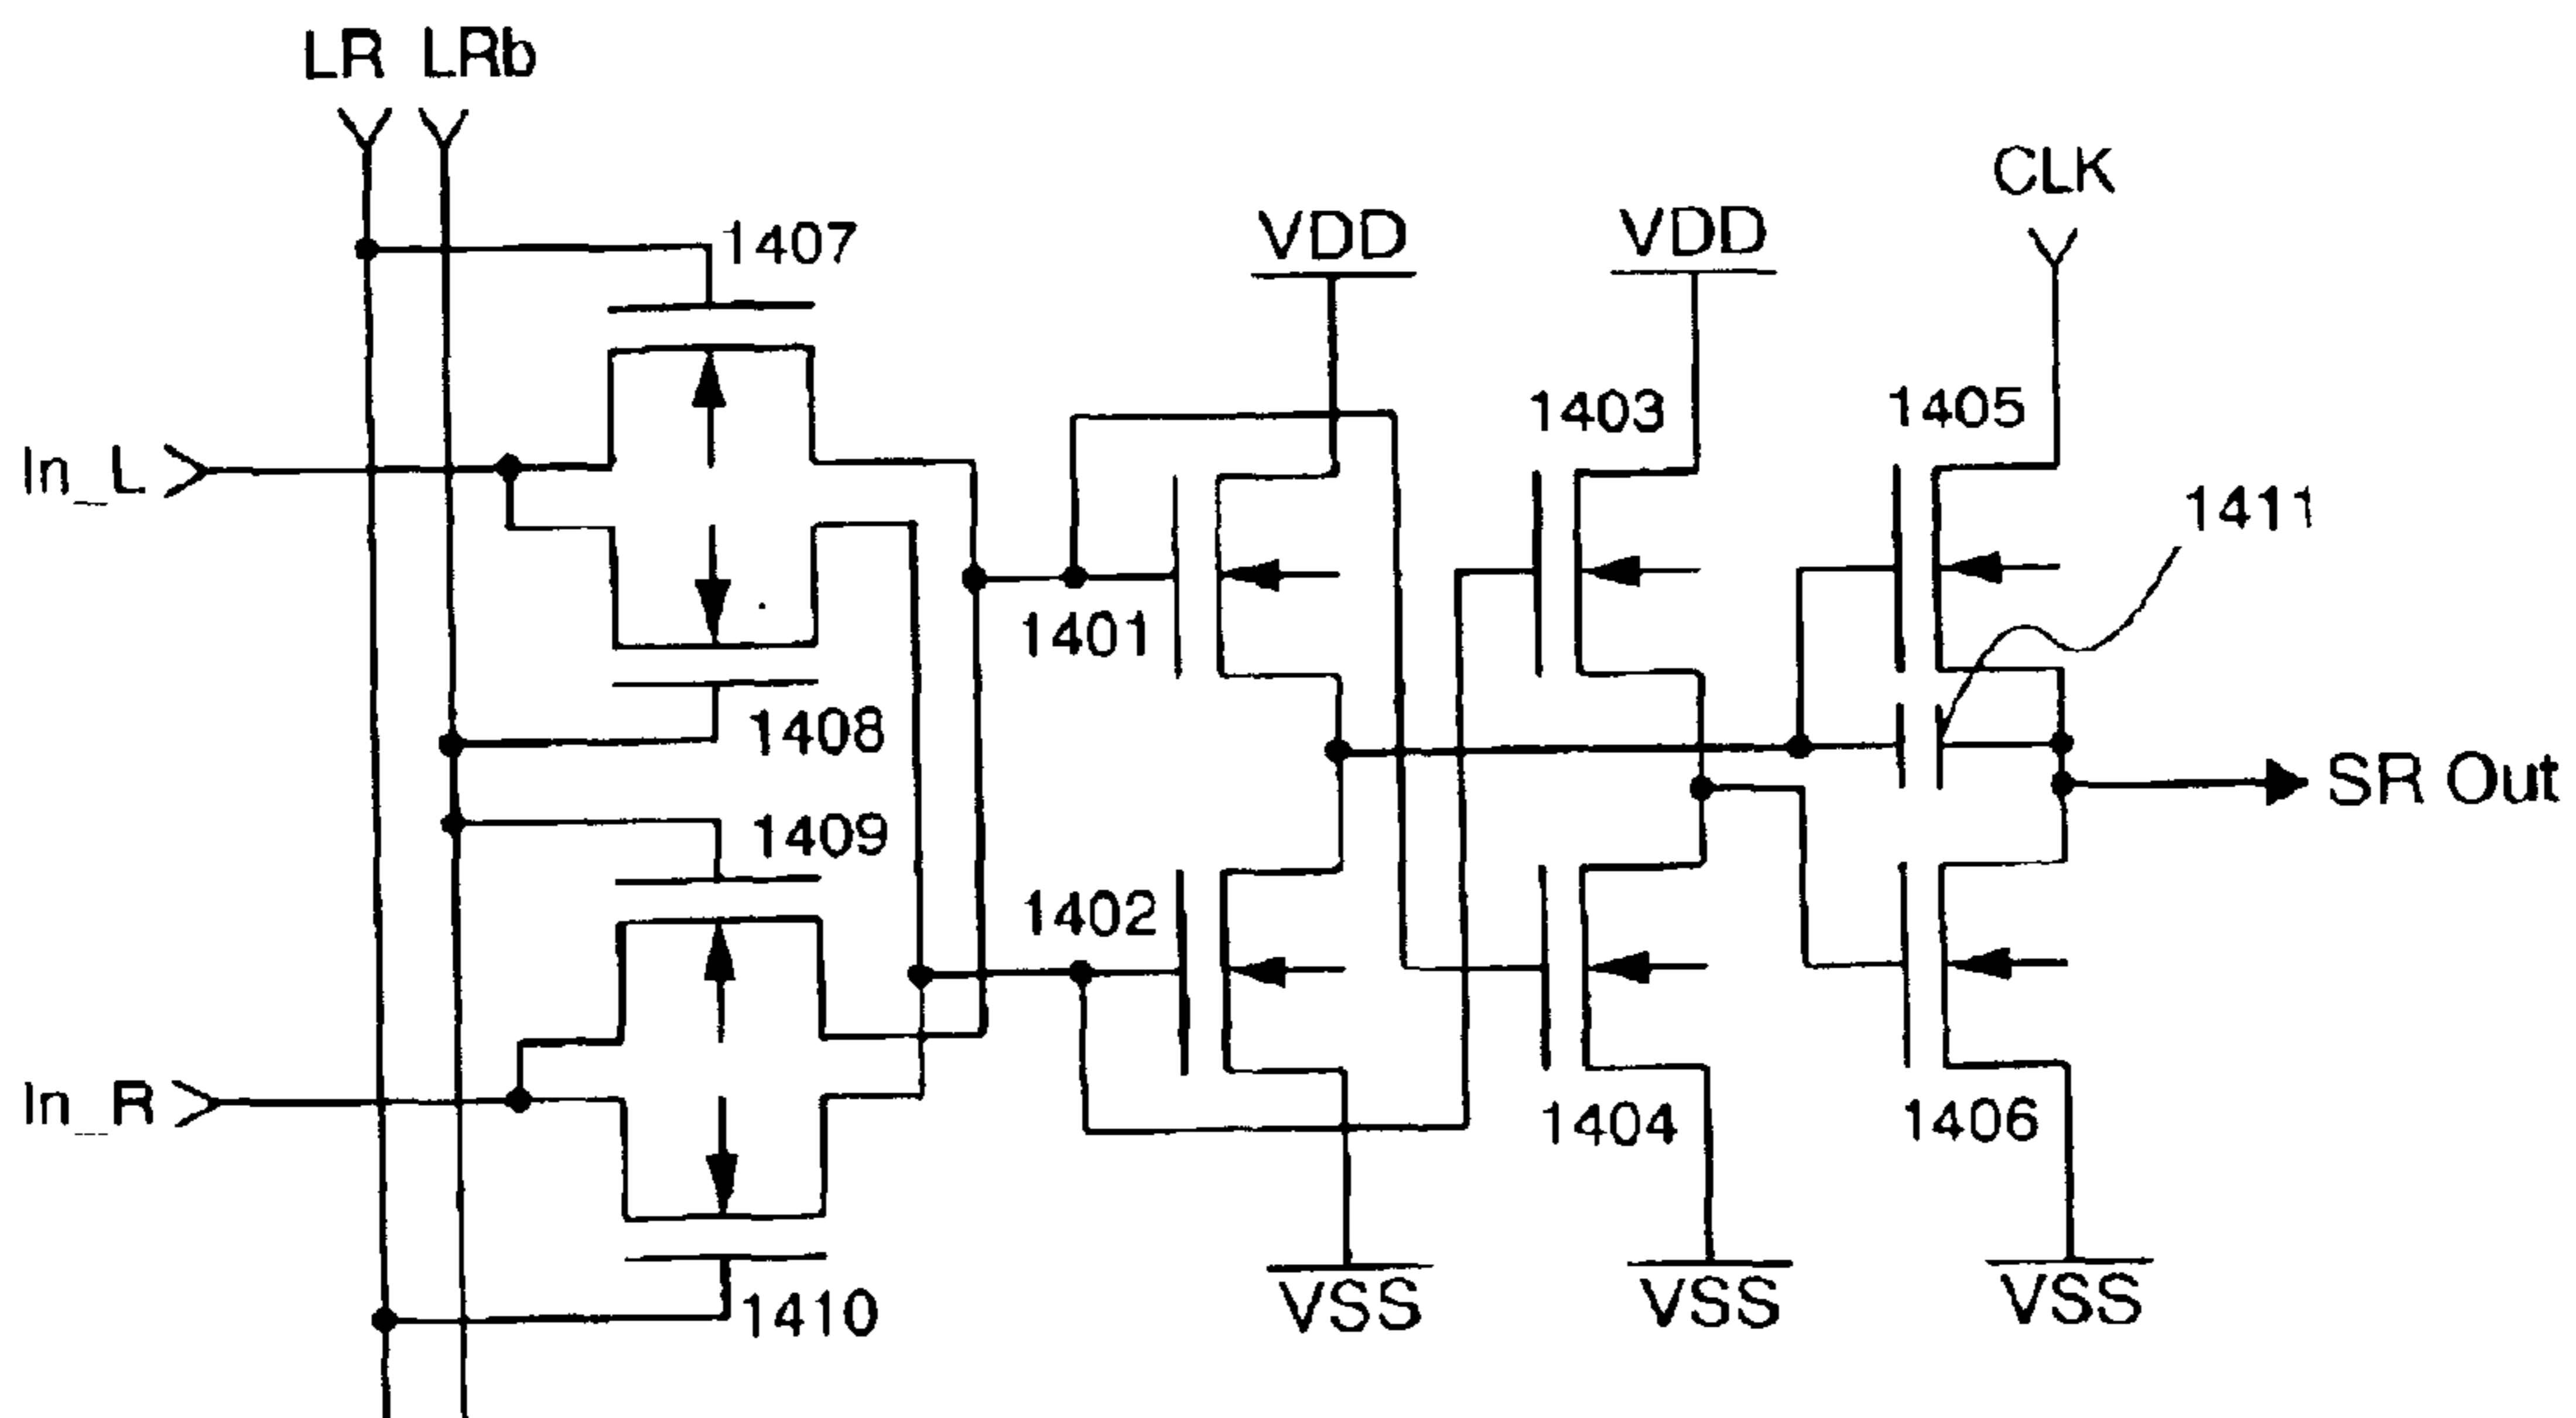 LR LRb
CLK
1407
VDD
VDD
1403
1405
In_L
1411
1401
1408
SR Out
1409
1402
In_R
1404
1406
1410
VSS
VSS
VSS